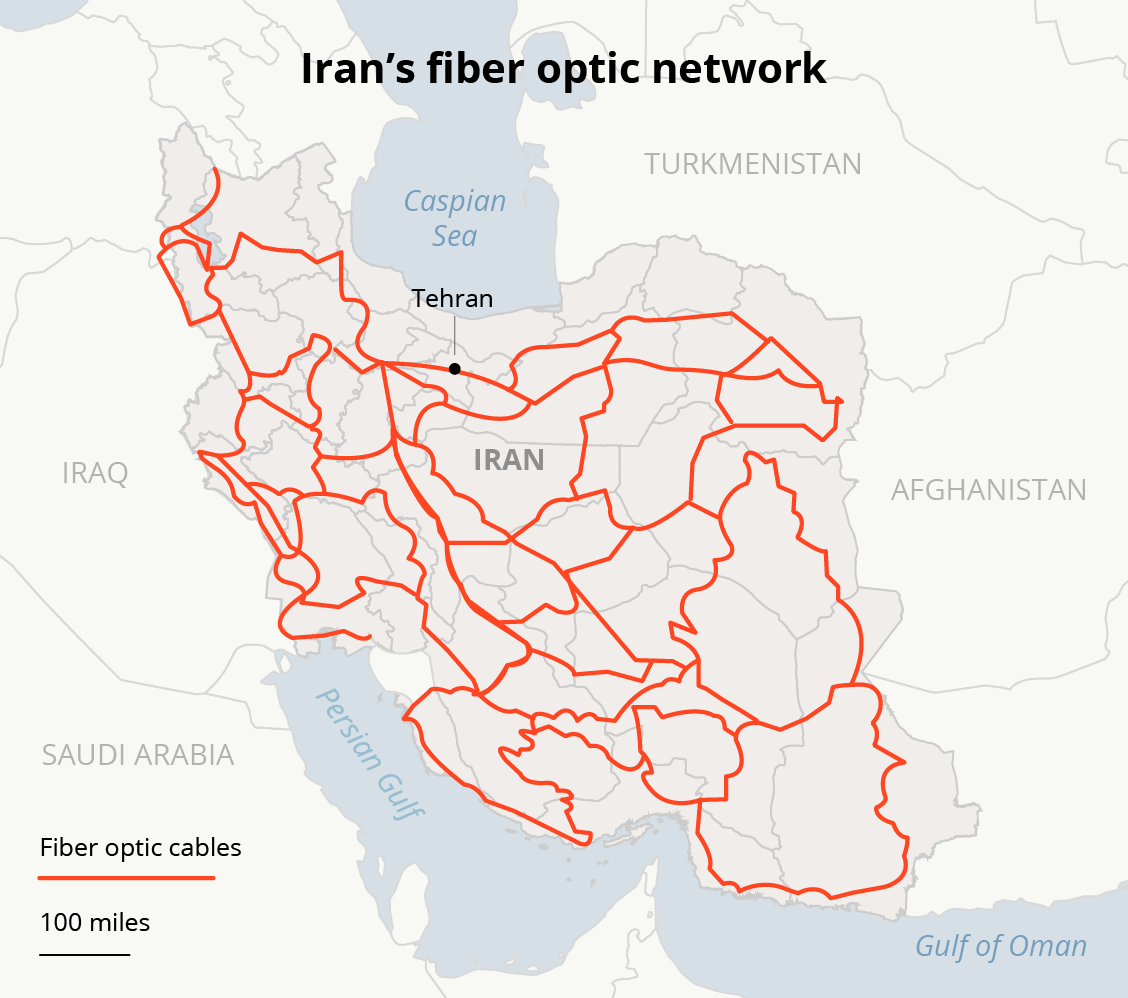 Iran’s fiber optic network
TURKMENISTAN
Caspian
Sea
Tehran
IRAN
IRAQ
AFGHANISTAN
SAUDI ARABIA
Persian Gulf
Fiber optic cables
100 miles
Gulf of Oman